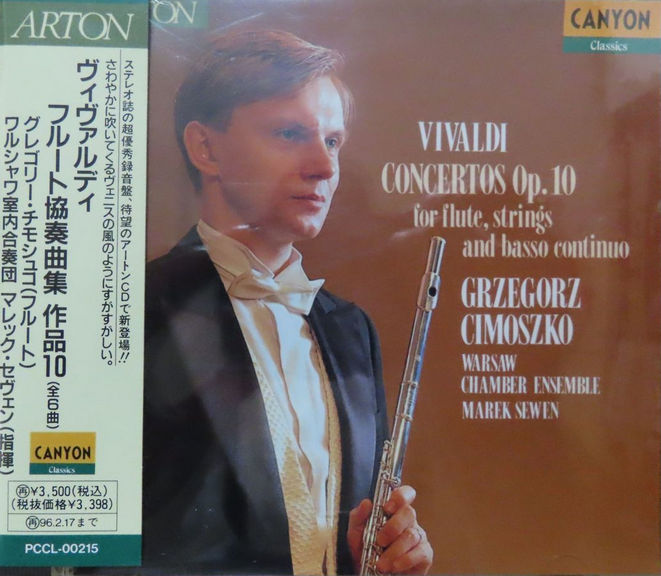 ARTON
ステレオ誌の超優秀録音盤、待望のアートンCDで新登場!!
さわやかに吹いてくるヴェニスの風のようにすがすがしい。
ヴィヴァルディ
フルート協奏曲集 作品10〈全6曲〉
グレゴリー・チモシュコ(フルート)
ワルシャワ室内合奏団 マレック・セヴェン(指揮)
CANYON
Classics
再¥3,500(税込)
(税抜価格¥3,398)
再96.2.17まで
PCCL-00215
ON
CANYON
Classics
VIVALDI
CONCERTOS Op.10
for flute, strings
and basso continuo
GRZEGORZ
CIMOSZKO
WARSAW
CHAMBER ENSEMBLE
MAREK SEWEN